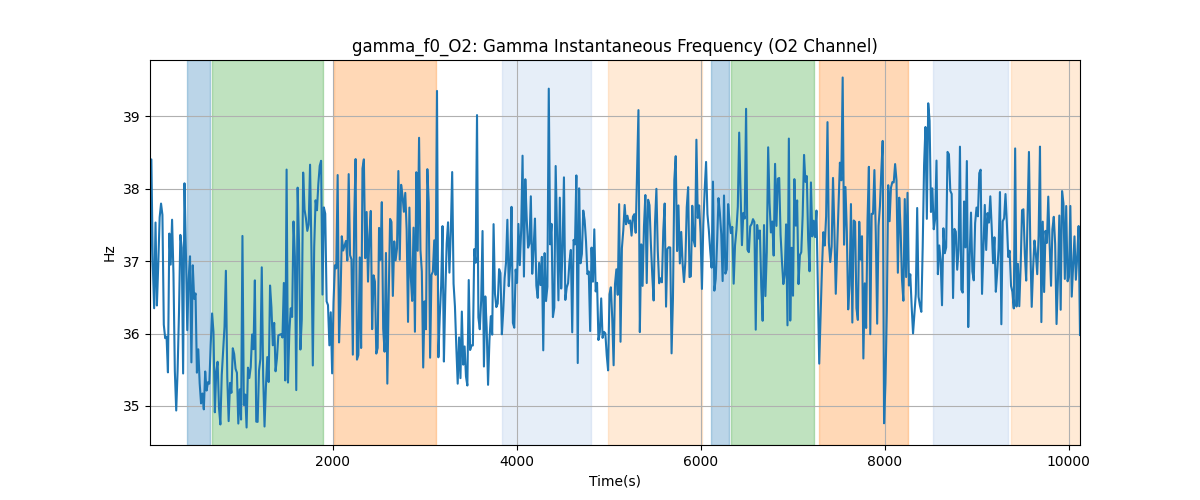 gamma_f0_O2: Gamma Instantaneous Frequency (O2 Channel)
39
38
37
36
35
Hz
2000 4000 6000 8000 10000
Time(s)